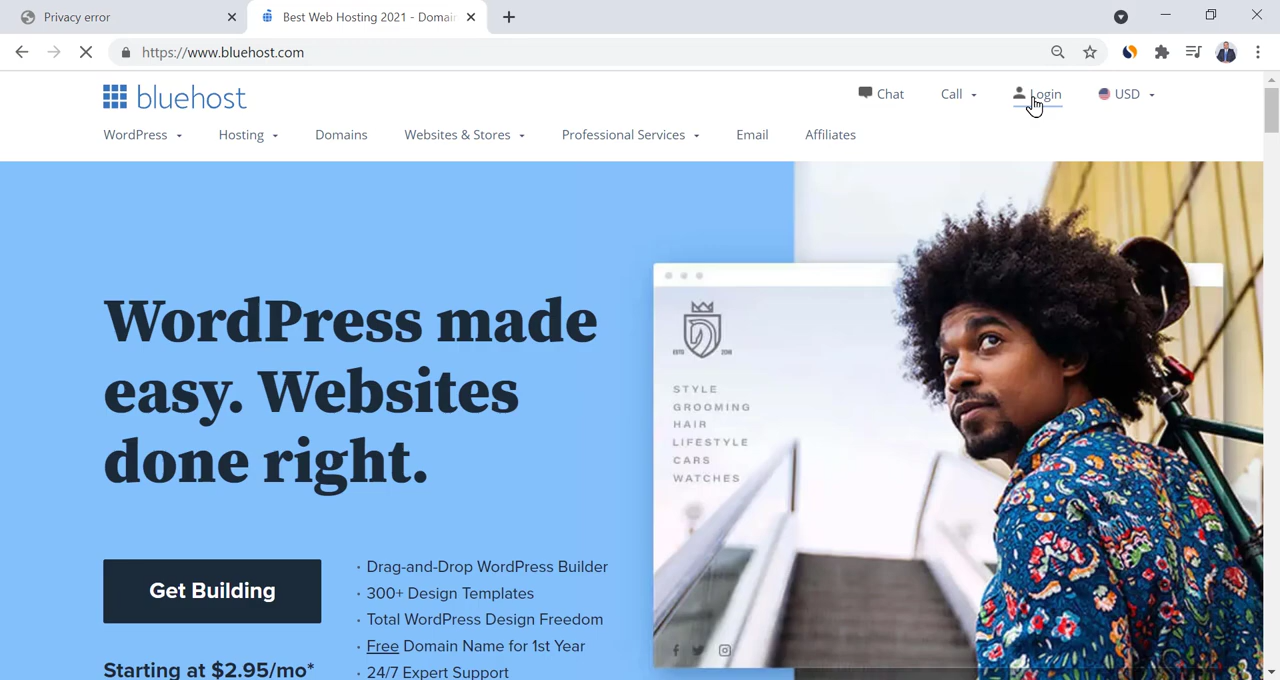 Privacy error
Best Web Hosting 2021 - Domai
https://www.bluehost.com
bluehost
Chat
Call
Login
USD
WordPress
Hosting
Domains
Websites & Stores
Professional Services
Email
Affiliates
WordPress made
easy. Websites
done right.
ESTD 2018
STYLE
GROOMING
HAIR
LIFESTYLE
CARS
WATCHES
Get Building
Starting at $2.95/mo*
· Drag-and-Drop WordPress Builder
· 300+ Design Templates
· Total WordPress Design Freedom
· Free Domain Name for 1st Year
· 24/7 Expert Support